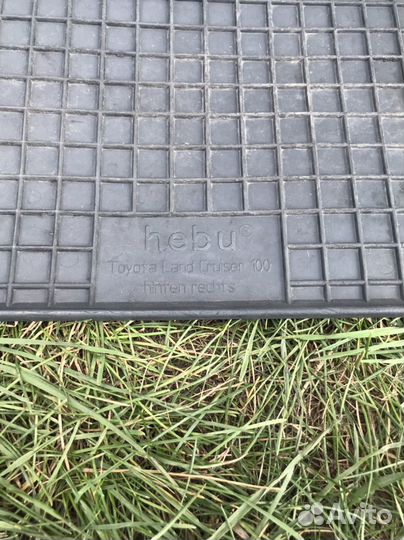 hebu®
Toyota Land Cruiser 100
hinten rechts
Avito